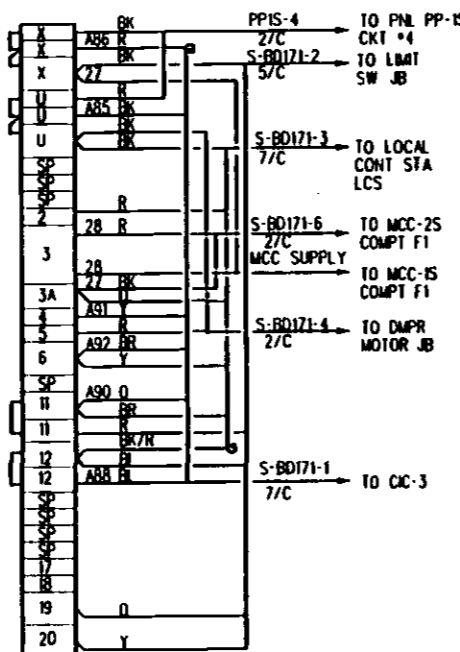 X BK PP1S-4 TO PNL PP-1S
X A86 R 2/C CKT #4
BK S-BD171-2 TO LIMIT
X 27 5/C SW JB
U R
U A85 BK
BK
U BK S-BD171-3 TO LOCAL
SP 7/C CONT STA
SP LCS
SP
2 R
28 R S-BD171-6 TO MCC-2S
3 2/C COMPT F1
MCC SUPPLY
28 TO MCC-1S
27 BK COMPT F1
3A O
4 A91 Y
5 R S-BD171-4 TO DMPR
A92 BR 2/C MOTOR JB
6 Y
SP
11 A90 O
BR
11 R
BK/R
12 BL
12 A88 BL S-BD171-1 TO CIC-3
SP 7/C
SP
SP
SP
17
18
19 O
20 Y